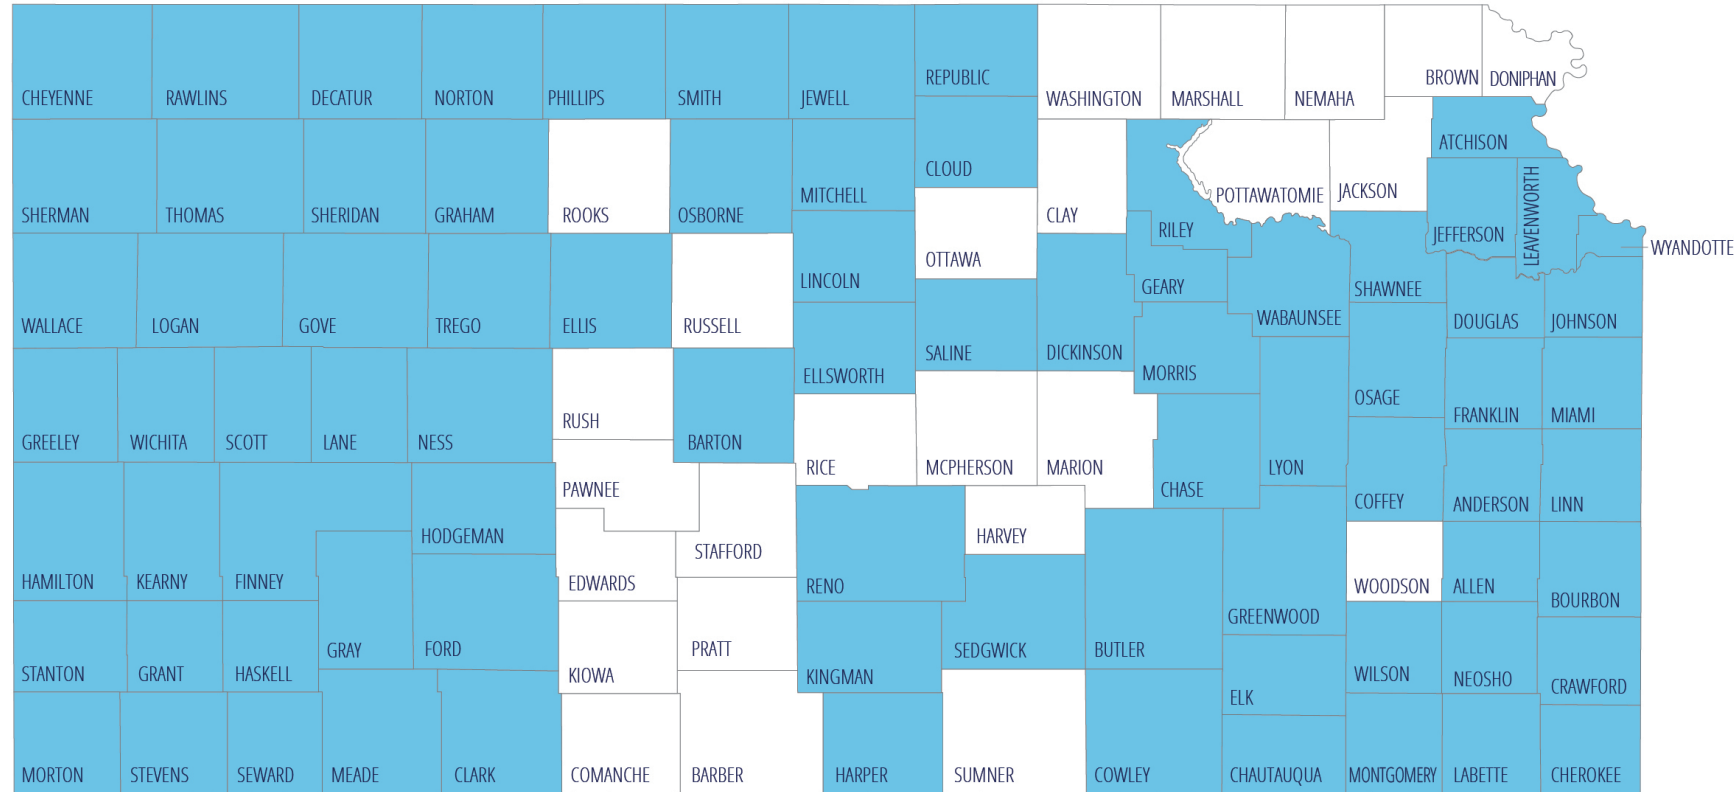 REPUBLIC
BROWN
DONIPHAN
CHEYENNE
RAWLINS
DECATUR
NORTON
PHILLIPS
SMITH
JEWELL
WASHINGTON
MARSHALL
NEMAHA
ATCHISON
CLOUD
MITCHELL
POTTAWATOMIE
JACKSON
LEAVENWORTH
SHERMAN
THOMAS
SHERIDAN
GRAHAM
ROOKS
OSBORNE
CLAY
RILEY
JEFFERSON
WYANDOTTE
OTTAWA
LINCOLN
GEARY
SHAWNEE
WALLACE
LOGAN
GOVE
TREGO
ELLIS
RUSSELL
WABAUNSEE
DOUGLAS
JOHNSON
SALINE
DICKINSON
ELLSWORTH
MORRIS
OSAGE
FRANKLIN
MIAMI
RUSH
GREELEY
WICHITA
SCOTT
LANE
NESS
BARTON
RICE
MCPHERSON
MARION
LYON
PAWNEE
CHASE
COFFEY
ANDERSON
LINN
HODGEMAN
HARVEY
STAFFORD
HAMILTON
KEARNY
FINNEY
EDWARDS
RENO
WOODSON
ALLEN
BOURBON
GREENWOOD
GRAY
FORD
PRATT
SEDGWICK
BUTLER
STANTON
GRANT
HASKELL
KIOWA
KINGMAN
WILSON
NEOSHO
CRAWFORD
ELK
MORTON
STEVENS
SEWARD
MEADE
CLARK
COMANCHE
BARBER
HARPER
SUMNER
COWLEY
CHAUTAUQUA
MONTGOMERY
LABETTE
CHEROKEE